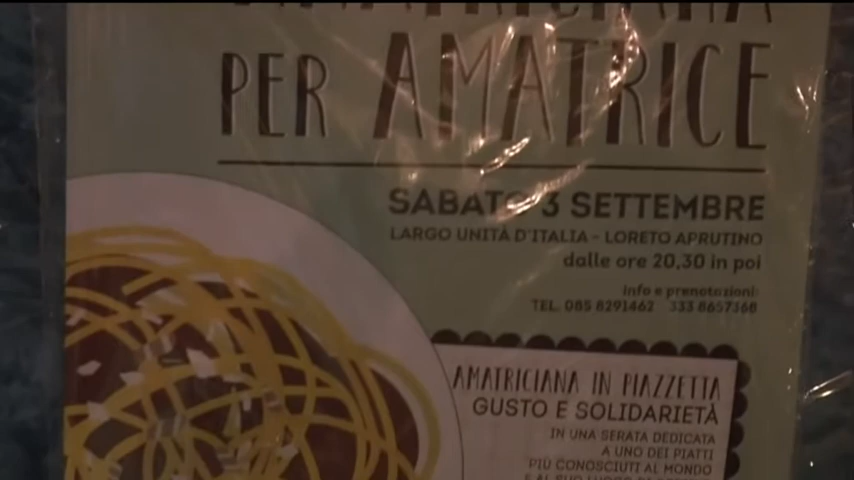 PER AMATRICE
SABATO 3 SETTEMBRE
LARGO UNITÀ D'ITALIA - LORETO APRUTINO
dalle ore 20,30 in poi
info e prenotazioni:
TEL. 085 8291462 333 8657368
AMATRICIANA IN PIAZZETTA
GUSTO E SOLIDARIETÀ
IN UNA SERATA DEDICATA
A UNO DEI PIATTI
PIÙ CONOSCIUTI AL MONDO